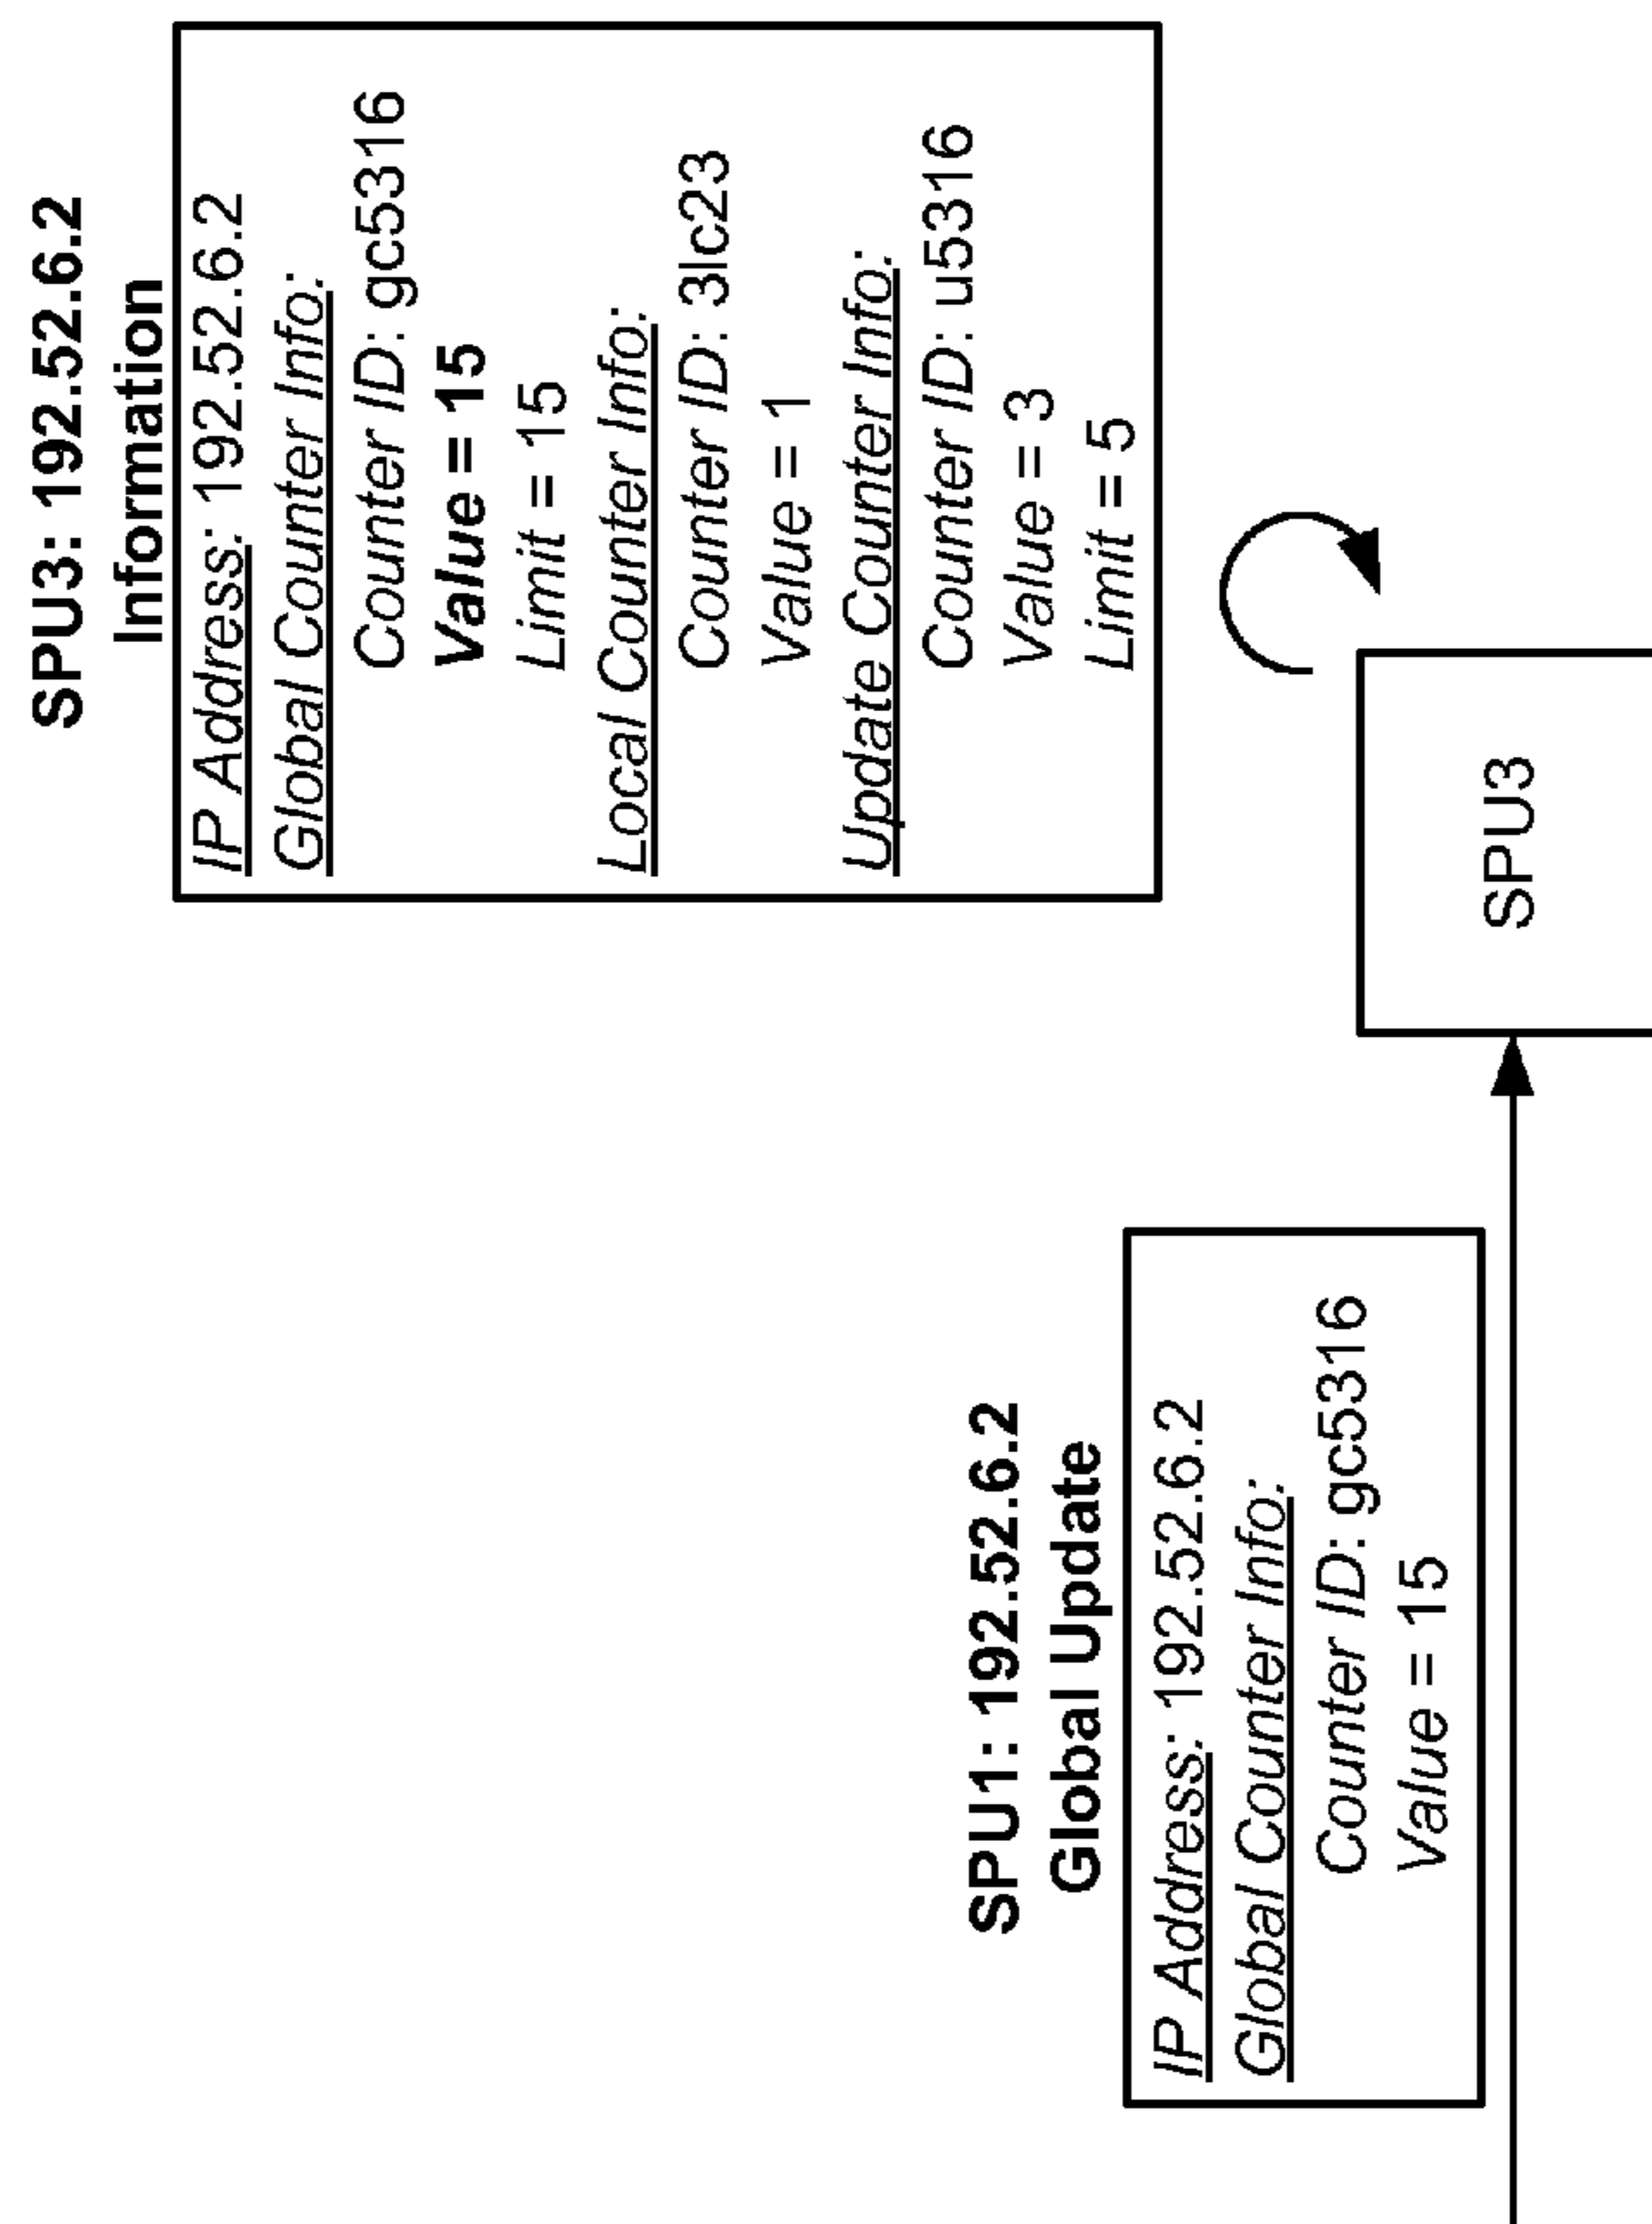 SPU3: 192.52.6.2
Information
IP Address: 192.52.6.2
Global Counter Info:
Counter ID: gc5316
Value = 15
Limit = 15
Local Counter Info:
Counter ID: 3lc23
Value = 1
Update Counter Info:
Counter ID: u5316
Value = 3
Limit = 5
SPU1: 192.52.6.2
Global Update
IP Address: 192.52.6.2
Global Counter Info:
Counter ID: gc5316
Value = 15
SPU3